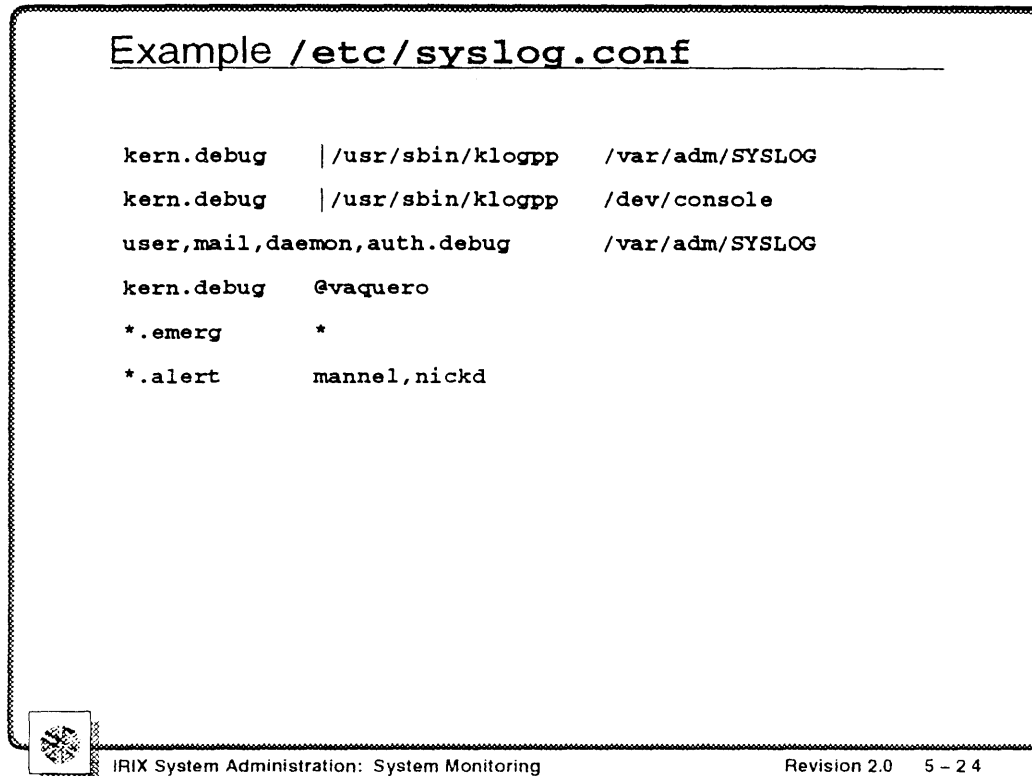 Example /etc/syslog.conf
kern.debug |/usr/sbin/klogpp /var/adm/SYSLOG
kern.debug |/usr/sbin/klogpp /dev/console
user,mail,daemon,auth.debug /var/adm/SYSLOG
kern.debug @vaquero
*.emerg *
*.alert mannel,nickd
IRIX System Administration: System Monitoring Revision 2.0 5 – 2 4